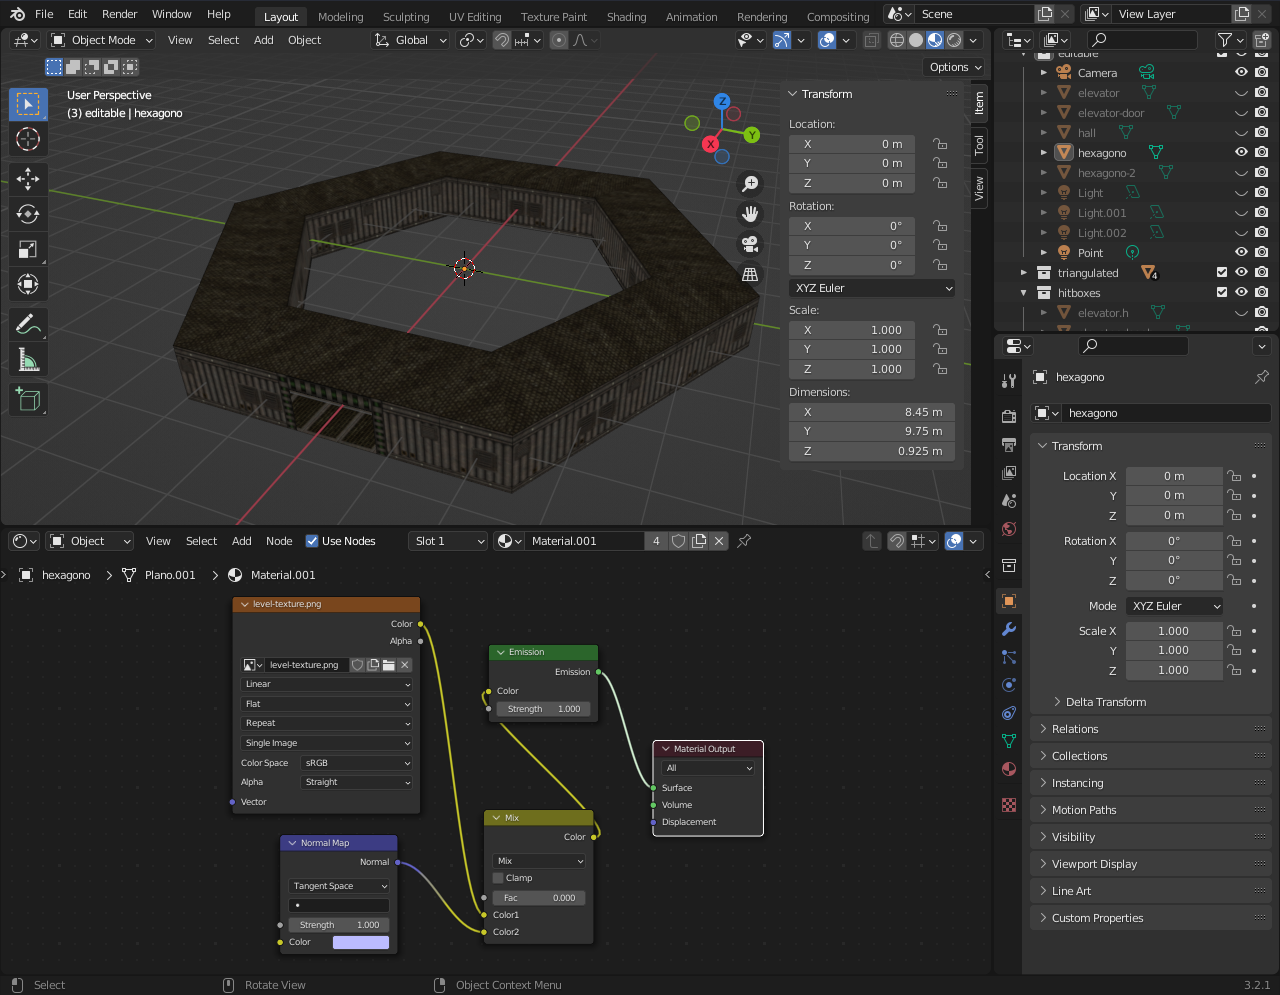 File Edit Render Window Help Layout Modeling Sculpting UV Editing Texture Paint Shading Animation Rendering Compositing Scene View Layer
Object Mode View Select Add Object Global
Options
User Perspective
(3) editable | hexagono
X
Y
Z
Transform
Location:
X 0 m
Y 0 m
Z 0 m
Rotation:
X 0°
Y 0°
Z 0°
XYZ Euler
Scale:
X 1.000
Y 1.000
Z 1.000
Dimensions:
X 8.45 m
Y 9.75 m
Z 0.925 m
Item
Tool
View
editable
Camera
elevator
elevator-door
hall
hexagono
hexagono-2
Light
Light.001
Light.002
Point
triangulated 4
hitboxes
elevator.h
hexagono
hexagono
Transform
Location X 0 m
Y 0 m
Z 0 m
Rotation X 0°
Y 0°
Z 0°
Mode XYZ Euler
Scale X 1.000
Y 1.000
Z 1.000
Delta Transform
Relations
Collections
Instancing
Motion Paths
Visibility
Viewport Display
Line Art
Custom Properties
Object View Select Add Node Use Nodes Slot 1 Material.001 4
hexagono Plano.001 Material.001
level-texture.png
Color
Alpha
level-texture.png
Linear
Flat
Repeat
Single Image
Color Space sRGB
Alpha Straight
Vector
Normal Map
Normal
Tangent Space
Strength 1.000
Color
Emission
Emission
Color
Strength 1.000
Mix
Color
Mix
Clamp
Fac 0.000
Color1
Color2
Material Output
All
Surface
Volume
Displacement
Select Rotate View Object Context Menu 3.2.1